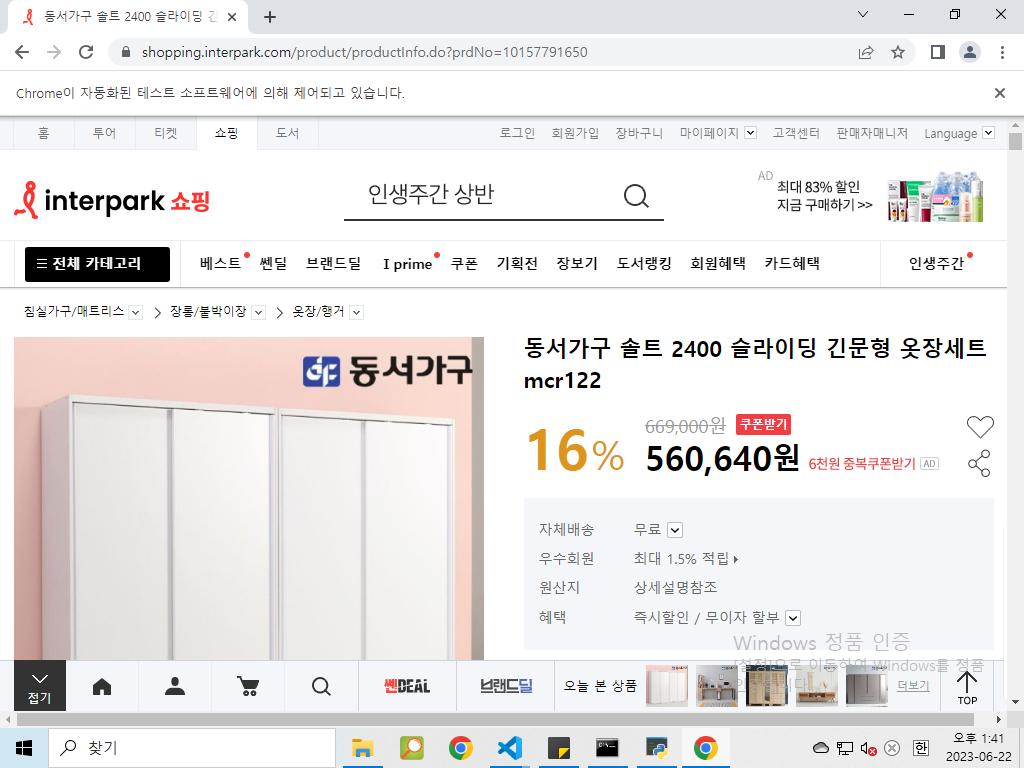 동서가구 솔트 2400 슬라이딩 긴
shopping.interpark.com/product/productInfo.do?prdNo=10157791650
Chrome이 자동화된 테스트 소프트웨어에 의해 제어되고 있습니다.
홈 투어 티켓 쇼핑 도서 로그인 회원가입 장바구니 마이페이지 고객센터 판매자매니저 Language
interpark 쇼핑
인생주간 상반
AD
최대 83% 할인
지금 구매하기 >>
전체 카테고리 베스트 쎈딜 브랜드딜 I prime 쿠폰 기획전 장보기 도서랭킹 회원혜택 카드혜택 인생주간
침실가구/매트리스 장롱/붙박이장 옷장/행거
동서가구
동서가구 솔트 2400 슬라이딩 긴문형 옷장세트
mcr122
16%
669,000원 쿠폰받기
560,640원 6천원 중복쿠폰받기 AD
자체배송 무료
우수회원 최대 1.5% 적립
원산지 상세설명참조
혜택 즉시할인 / 무이자 할부
Windows 정품 인증
[설정]으로 이동하여 Windows를 정품
접기
쎈DEAL
브랜드딜
오늘 본 상품
더보기
TOP
찾기
한
오후 1:41
2023-06-22